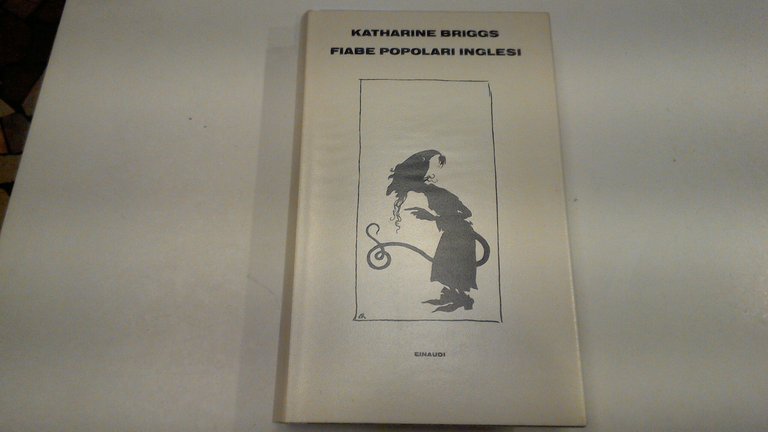 KATHARINE BRIGGS
FIABE POPOLARI INGLESI
EINAUDI